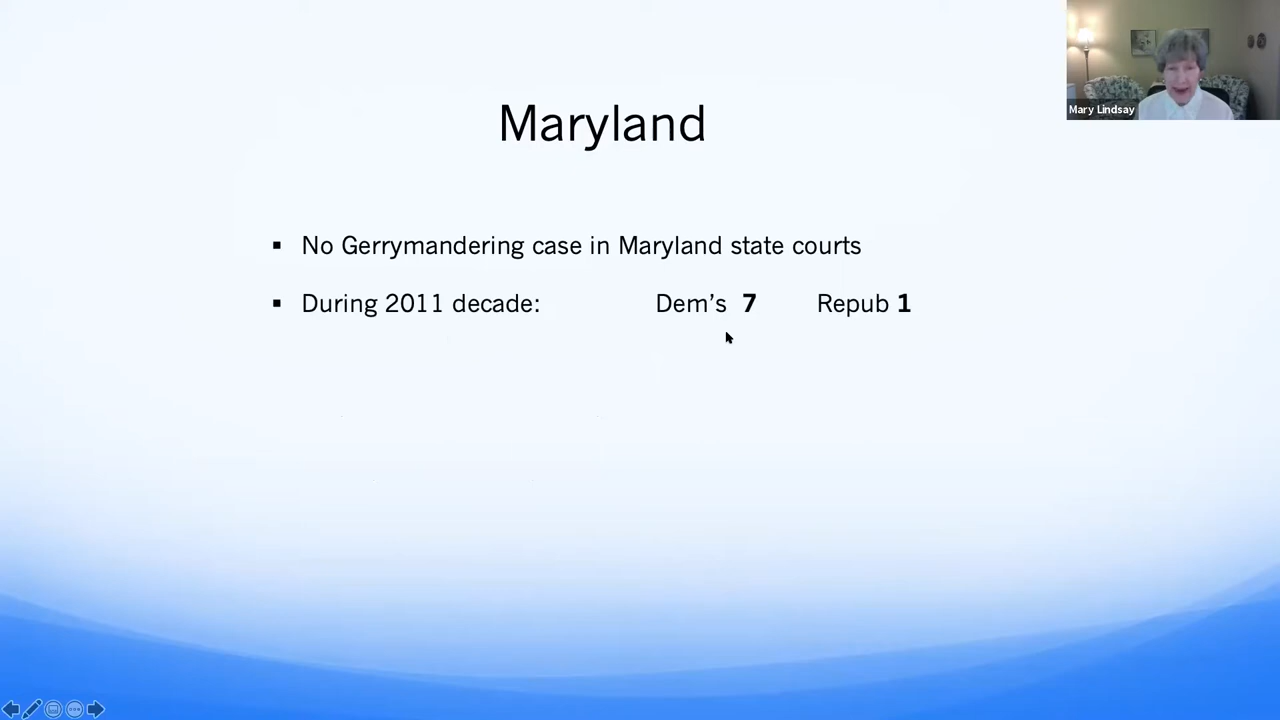 Maryland
Mary Lindsay
▪ No Gerrymandering case in Maryland state courts
▪ During 2011 decade: Dem’s 7 Repub 1